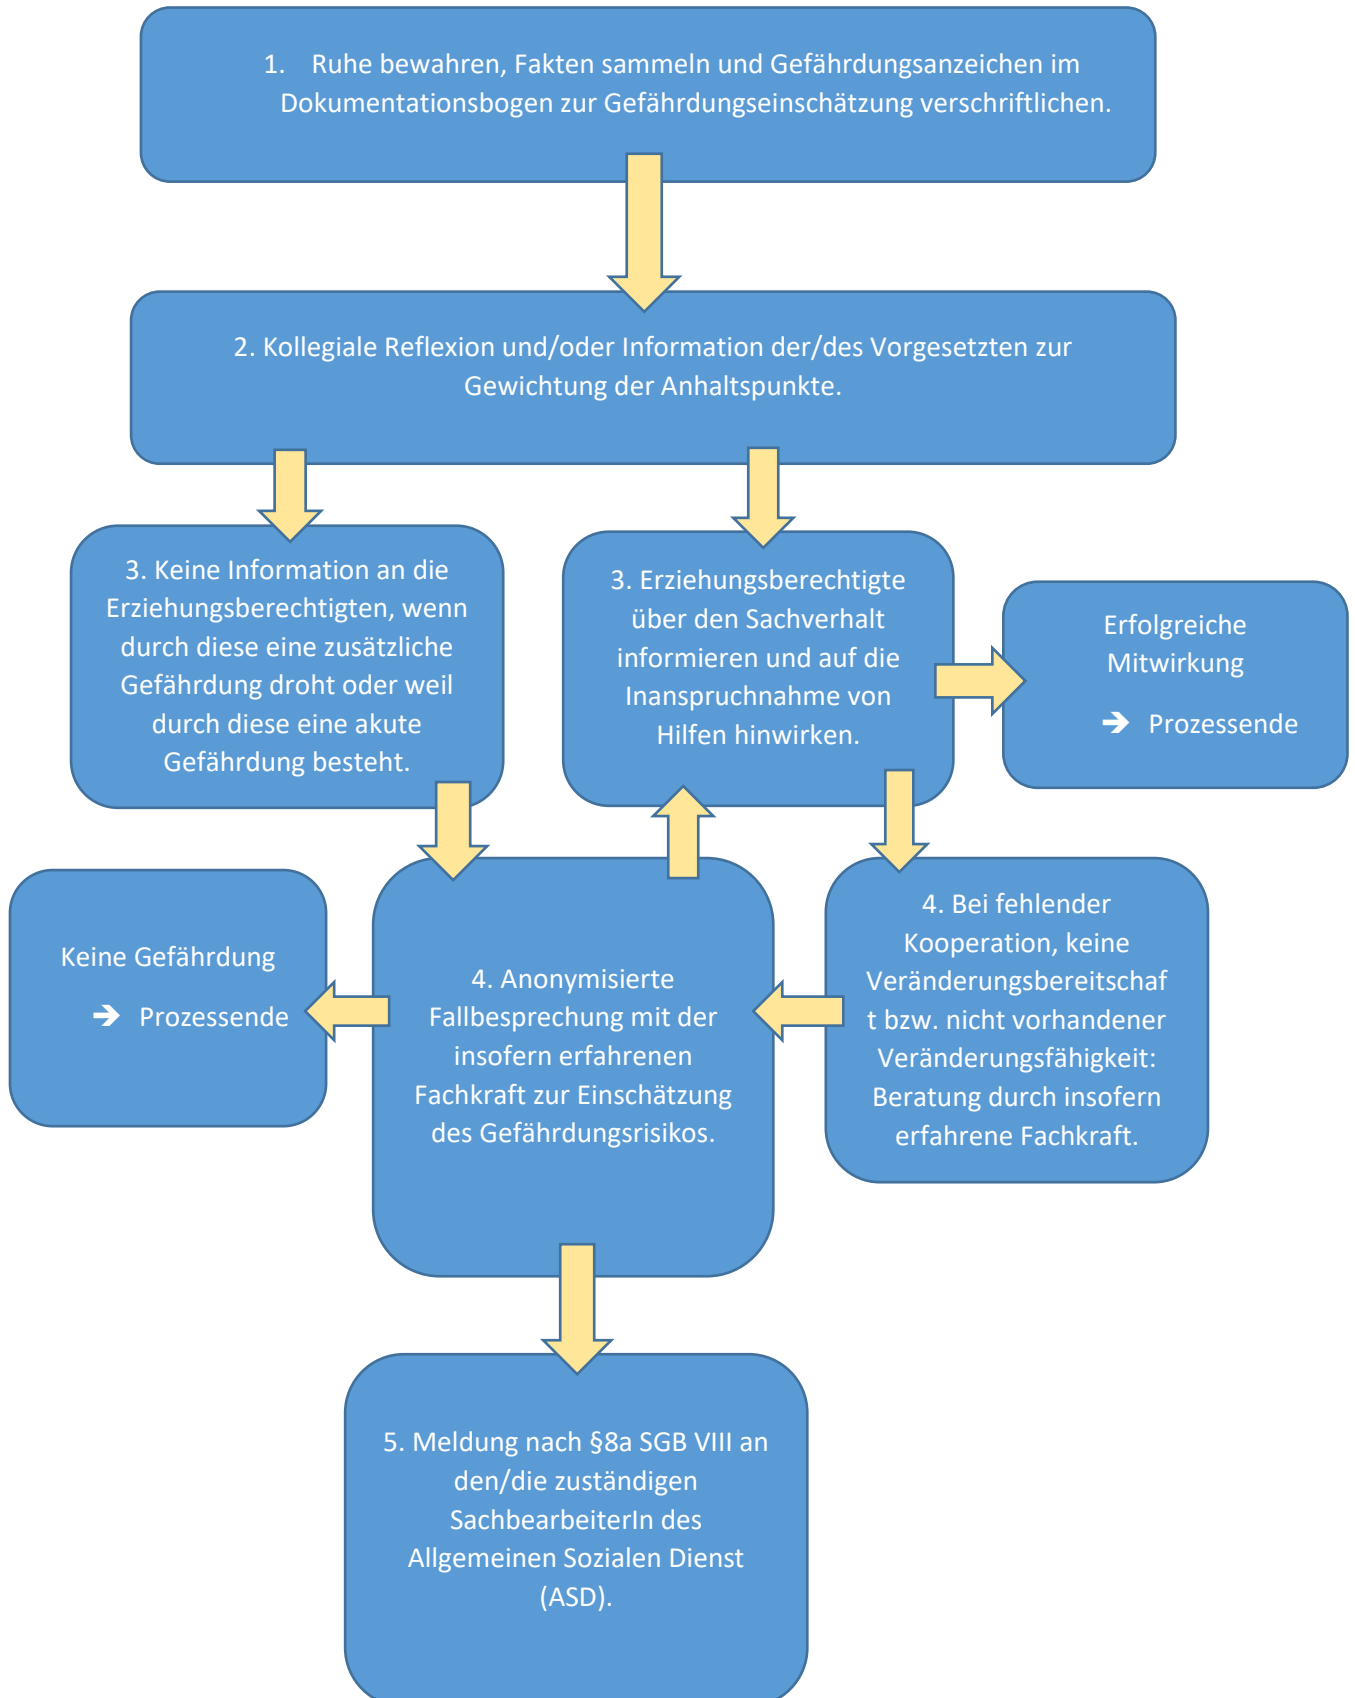 1. Ruhe bewahren, Fakten sammeln und Gefährdungsanzeichen im
Dokumentationsbogen zur Gefährdungseinschätzung verschriftlichen.
2. Kollegiale Reflexion und/oder Information der/des Vorgesetzten zur
Gewichtung der Anhaltspunkte.
3. Keine Information an die
Erziehungsberechtigten, wenn
durch diese eine zusätzliche
Gefährdung droht oder weil
durch diese eine akute
Gefährdung besteht.
3. Erziehungsberechtigte
über den Sachverhalt
informieren und auf die
Inanspruchnahme von
Hilfen hinwirken.
Erfolgreiche
Mitwirkung
➔ Prozessende
Keine Gefährdung
➔ Prozessende
4. Anonymisierte
Fallbesprechung mit der
insofern erfahrenen
Fachkraft zur Einschätzung
des Gefährdungsrisikos.
4. Bei fehlender
Kooperation, keine
Veränderungsbereitschaf
t bzw. nicht vorhandener
Veränderungsfähigkeit:
Beratung durch insofern
erfahrene Fachkraft.
5. Meldung nach §8a SGB VIII an
den/die zuständigen
SachbearbeiterIn des
Allgemeinen Sozialen Dienst
(ASD).